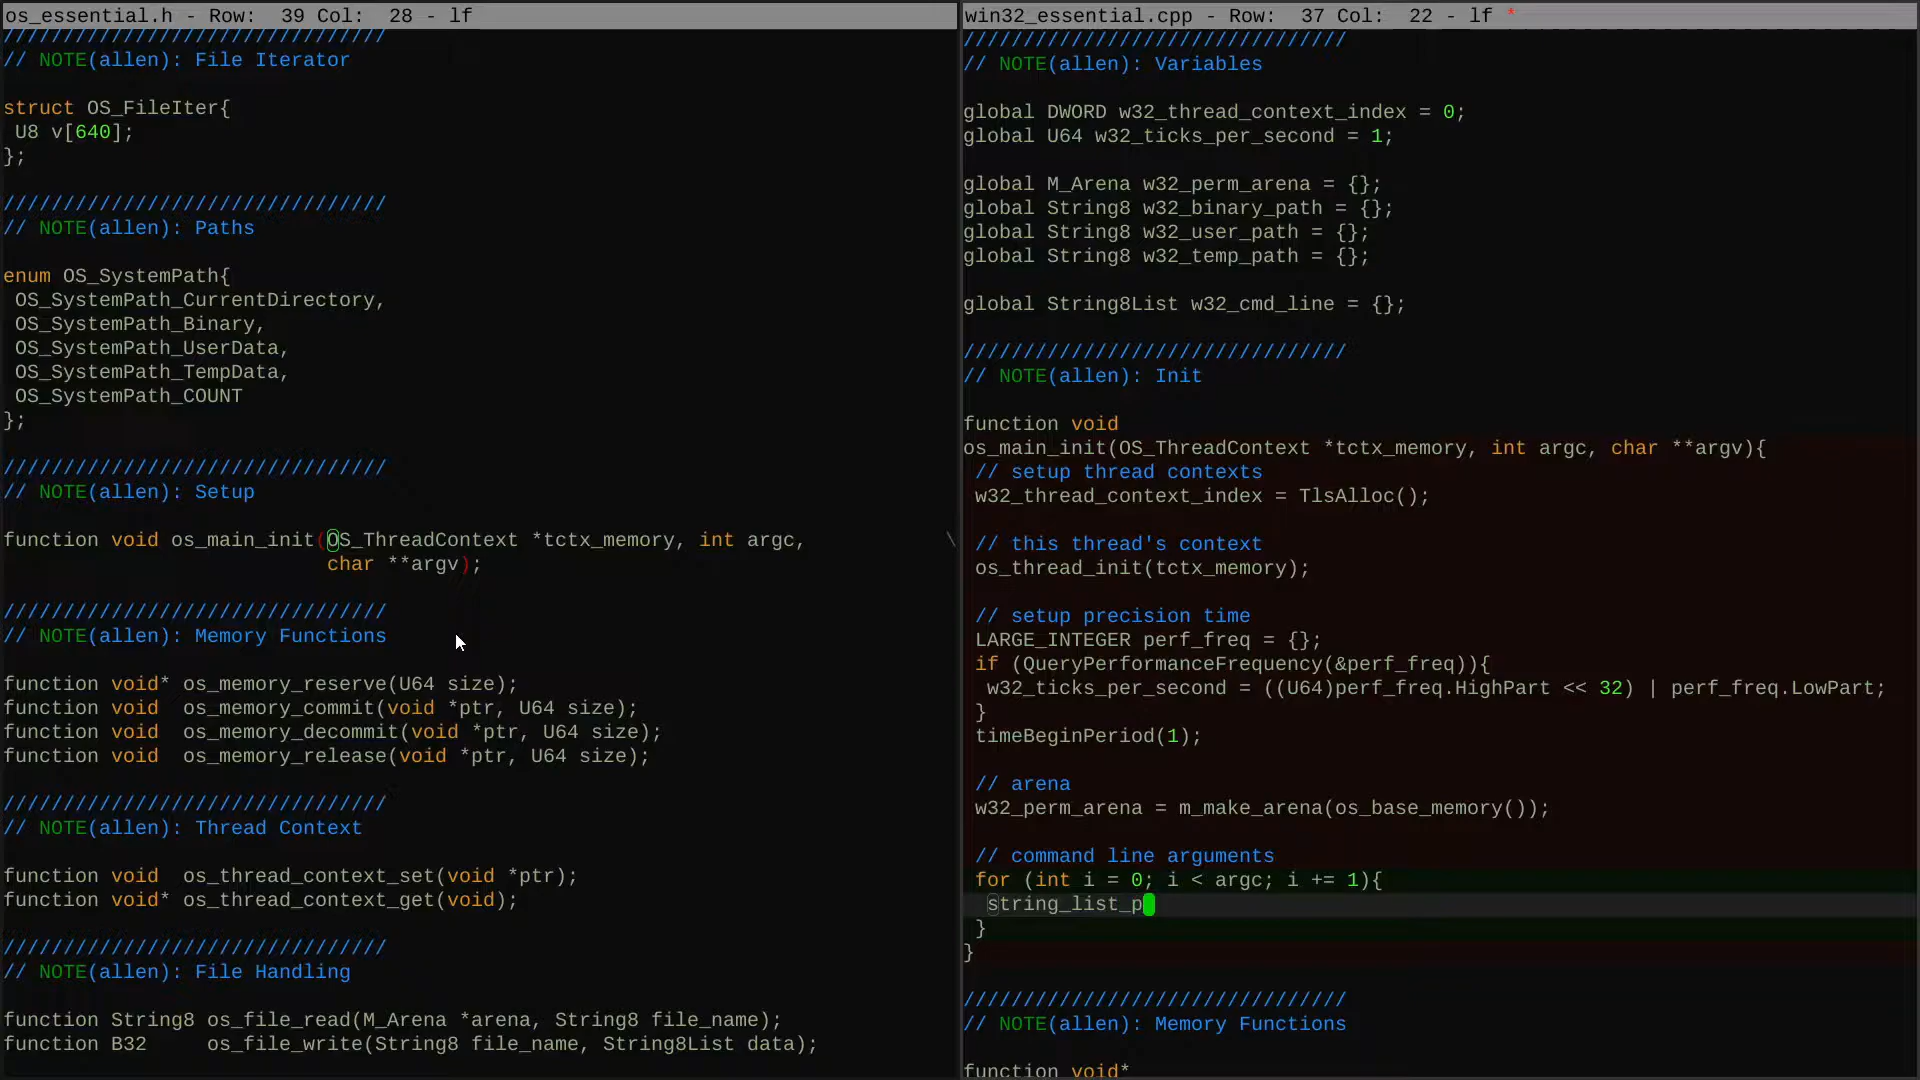 os_essential.h - Row:  39 Col:  28 - lf
////////////////////////////////
// NOTE(allen): File Iterator
struct OS_FileIter{
 U8 v[640];
};
////////////////////////////////
// NOTE(allen): Paths
enum OS_SystemPath{
 OS_SystemPath_CurrentDirectory,
 OS_SystemPath_Binary,
 OS_SystemPath_UserData,
 OS_SystemPath_TempData,
 OS_SystemPath_COUNT
};
////////////////////////////////
// NOTE(allen): Setup
function void os_main_init(OS_ThreadContext *tctx_memory, int argc, \
                           char **argv);
////////////////////////////////
// NOTE(allen): Memory Functions
function void* os_memory_reserve(U64 size);
function void  os_memory_commit(void *ptr, U64 size);
function void  os_memory_decommit(void *ptr, U64 size);
function void  os_memory_release(void *ptr, U64 size);
////////////////////////////////
// NOTE(allen): Thread Context
function void  os_thread_context_set(void *ptr);
function void* os_thread_context_get(void);
////////////////////////////////
// NOTE(allen): File Handling
function String8 os_file_read(M_Arena *arena, String8 file_name);
function B32     os_file_write(String8 file_name, String8List data);
win32_essential.cpp - Row:  37 Col:  22 - lf *
////////////////////////////////
// NOTE(allen): Variables
global DWORD w32_thread_context_index = 0;
global U64 w32_ticks_per_second = 1;
global M_Arena w32_perm_arena = {};
global String8 w32_binary_path = {};
global String8 w32_user_path = {};
global String8 w32_temp_path = {};
global String8List w32_cmd_line = {};
////////////////////////////////
// NOTE(allen): Init
function void
os_main_init(OS_ThreadContext *tctx_memory, int argc, char **argv){
 // setup thread contexts
 w32_thread_context_index = TlsAlloc();
 // this thread's context
 os_thread_init(tctx_memory);
 // setup precision time
 LARGE_INTEGER perf_freq = {};
 if (QueryPerformanceFrequency(&perf_freq)){
  w32_ticks_per_second = ((U64)perf_freq.HighPart << 32) | perf_freq.LowPart;
 }
 timeBeginPeriod(1);
 // arena
 w32_perm_arena = m_make_arena(os_base_memory());
 // command line arguments
 for (int i = 0; i < argc; i += 1){
  string_list_p
 }
}
////////////////////////////////
// NOTE(allen): Memory Functions
function void*